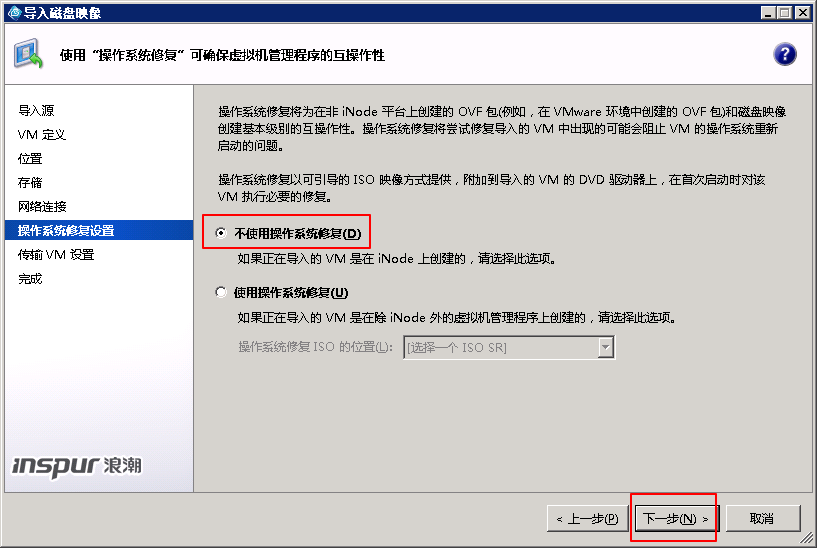 导入磁盘映像
使用“操作系统修复”可确保虚拟机管理程序的互操作性
导入源
VM 定义
位置
存储
网络连接
操作系统修复设置
传输 VM 设置
完成
操作系统修复将为在非 iNode 平台上创建的 OVF 包(例如，在 VMware 环境中创建的 OVF 包)和磁盘映像
创建基本级别的互操作性。操作系统修复将尝试修复导入的 VM 中出现的可能会阻止 VM 的操作系统重新
启动的问题。
操作系统修复以可引导的 ISO 映像方式提供，附加到导入的 VM 的 DVD 驱动器上，在首次启动时对该
VM 执行必要的修复。
不使用操作系统修复(D)
如果正在导入的 VM 是在 iNode 上创建的，请选择此选项。
使用操作系统修复(U)
如果正在导入的 VM 是在除 iNode 外的虚拟机管理程序上创建的，请选择此选项。
操作系统修复 ISO 的位置(L): [选择一个 ISO SR]
inspur 浪潮
< 上一步(P) 下一步(N) > 取消